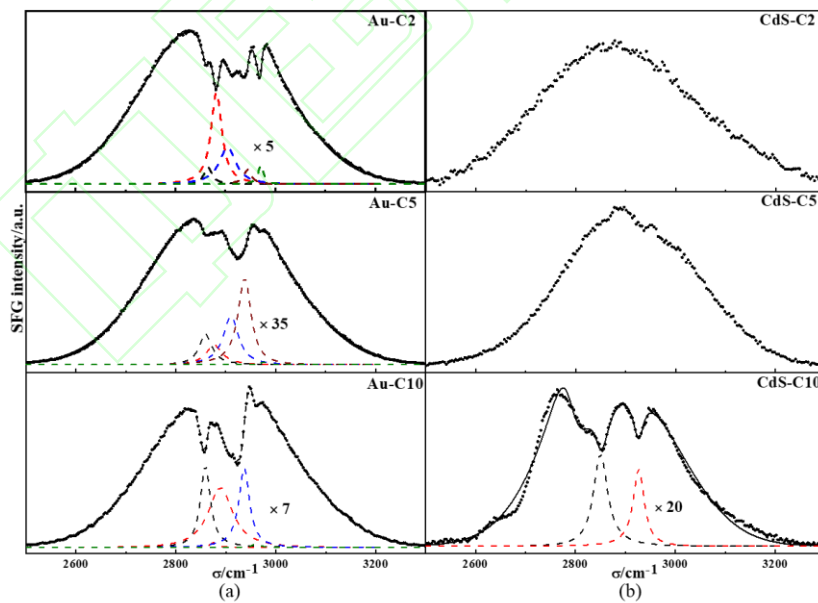 Au-C2
CdS-C2
× 5
Au-C5
CdS-C5
× 35
Au-C10
CdS-C10
× 7
× 20
SFG intensity/a.u.
2600 2800 3000 3200
2600 2800 3000 3200
σ/cm-1
σ/cm-1
(a)
(b)